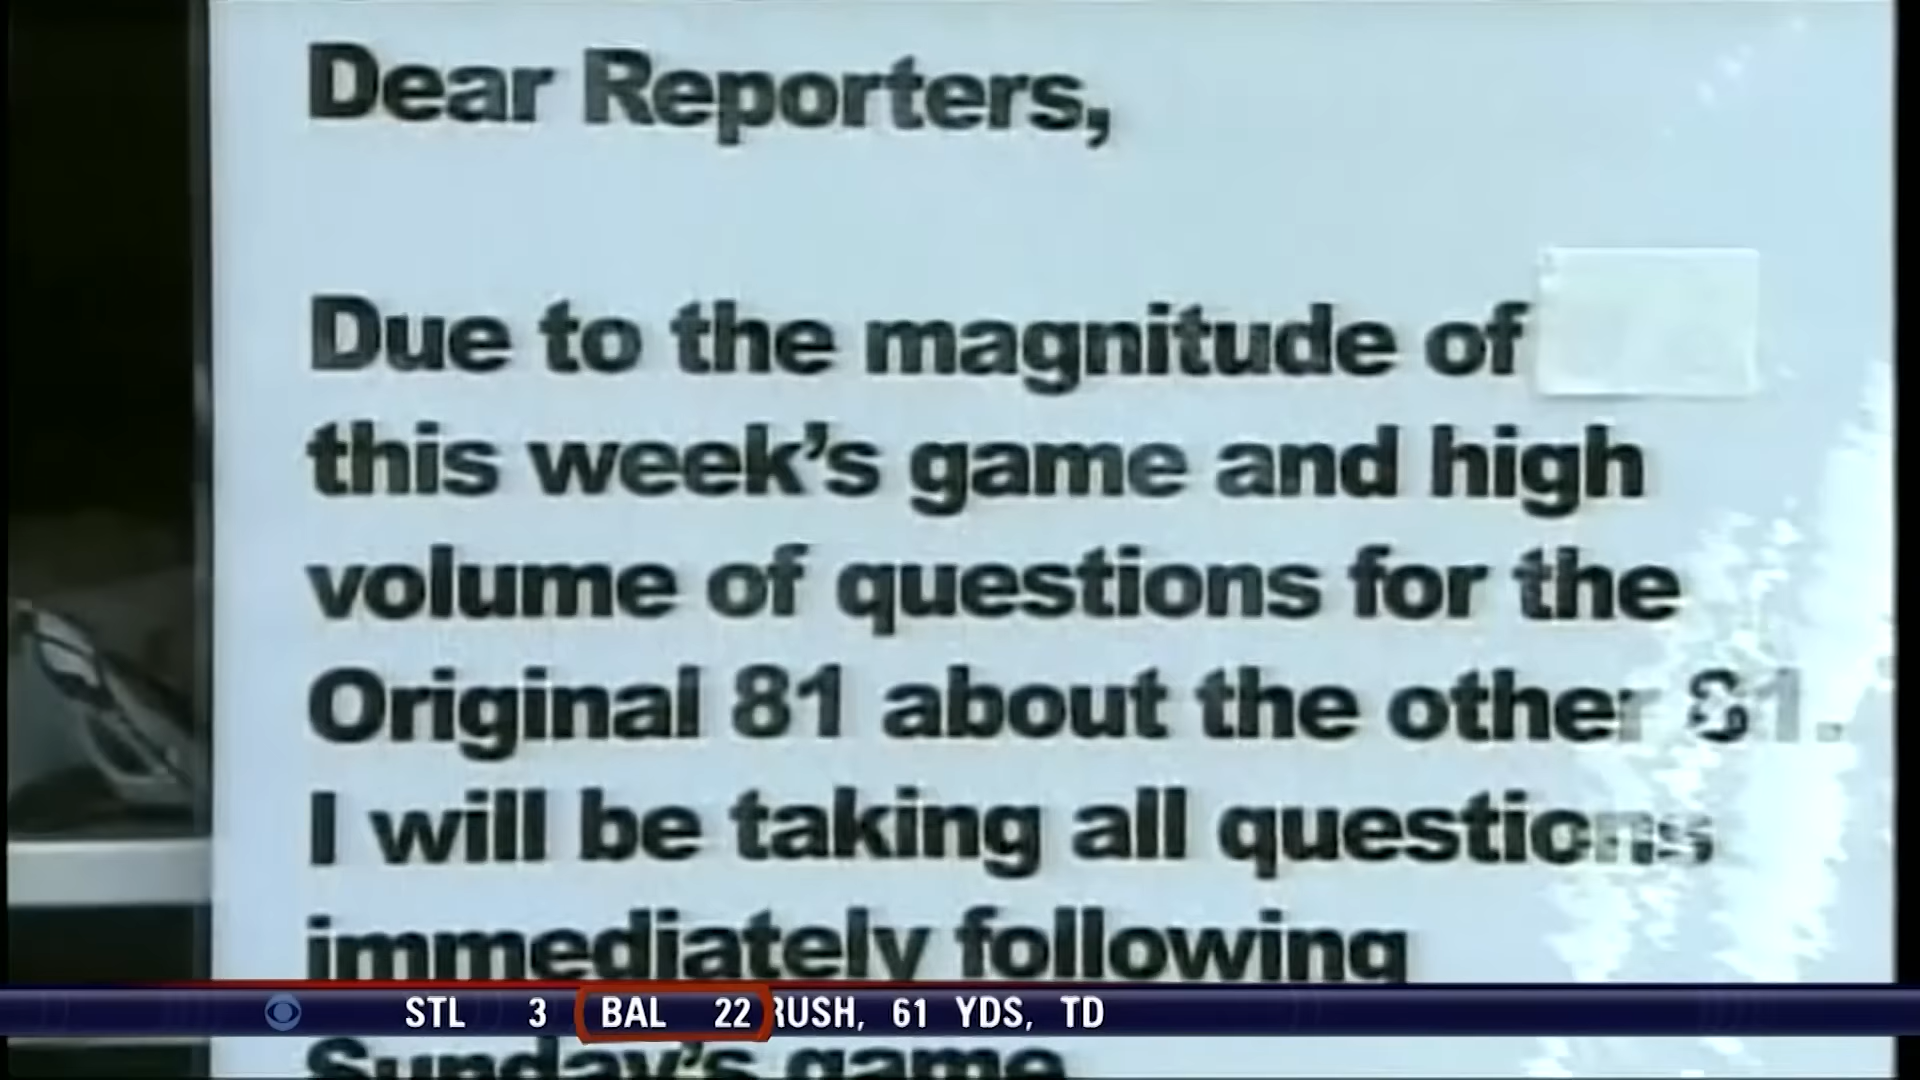 Dear Reporters,
Due to the magnitude of
this week's game and high
volume of questions for the
Original 81 about the other 81.
I will be taking all questions
immediately following
STL 3 BAL 22 RUSH, 61 YDS, TD
Sunday's game